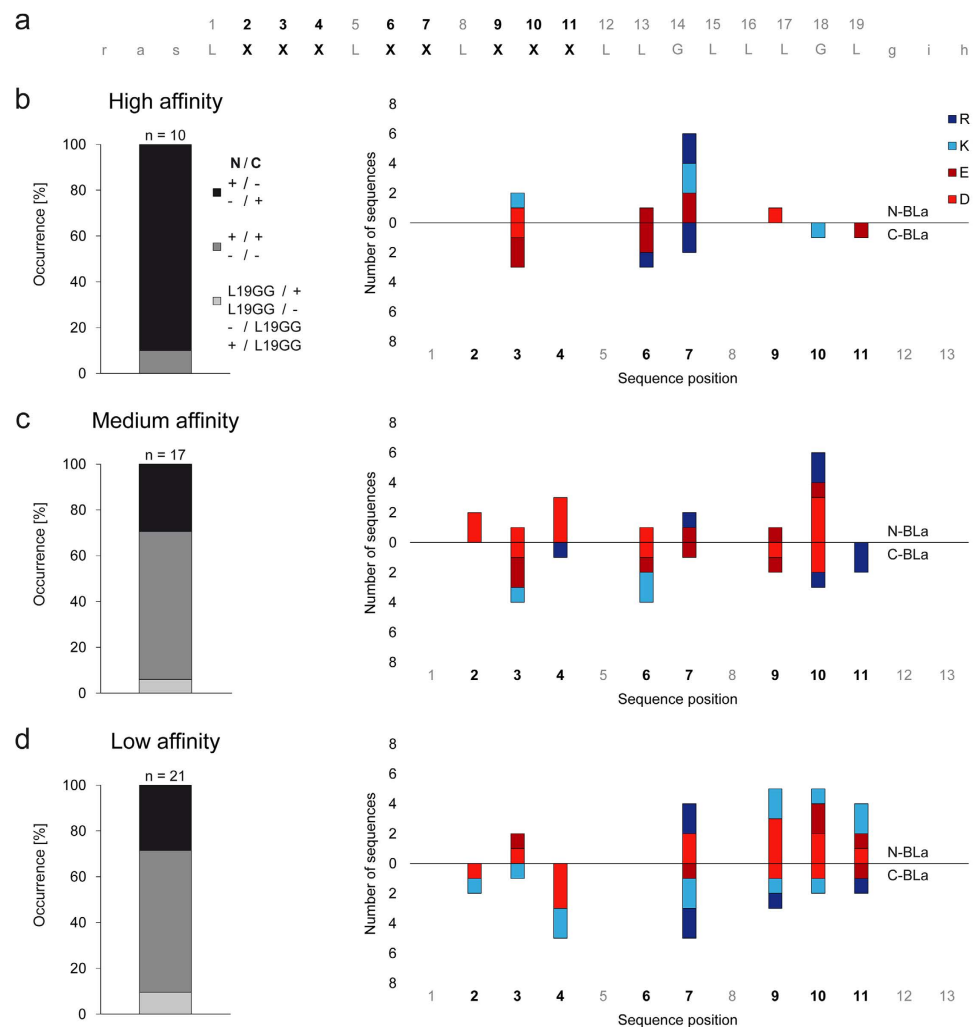 a
1 2 3 4 5 6 7 8 9 10 11 12 13 14 15 16 17 18 19
r a s L X X X L X X L X X X L L G L L L G L g i h
b
High affinity
n = 10
100
80
60
40
20
0
Occurrence [%]
N / C
+ / -
- / +
+ / +
- / -
L19GG / +
L19GG / -
- / L19GG
+ / L19GG
8
6
4
2
0
2
4
6
8
Number of sequences
N-BLa
C-BLa
R
K
E
D
1 2 3 4 5 6 7 8 9 10 11 12 13
Sequence position
c
Medium affinity
n = 17
100
80
60
40
20
0
Occurrence [%]
8
6
4
2
0
2
4
6
8
Number of sequences
N-BLa
C-BLa
1 2 3 4 5 6 7 8 9 10 11 12 13
Sequence position
d
Low affinity
n = 21
100
80
60
40
20
0
Occurrence [%]
8
6
4
2
0
2
4
6
8
Number of sequences
N-BLa
C-BLa
1 2 3 4 5 6 7 8 9 10 11 12 13
Sequence position